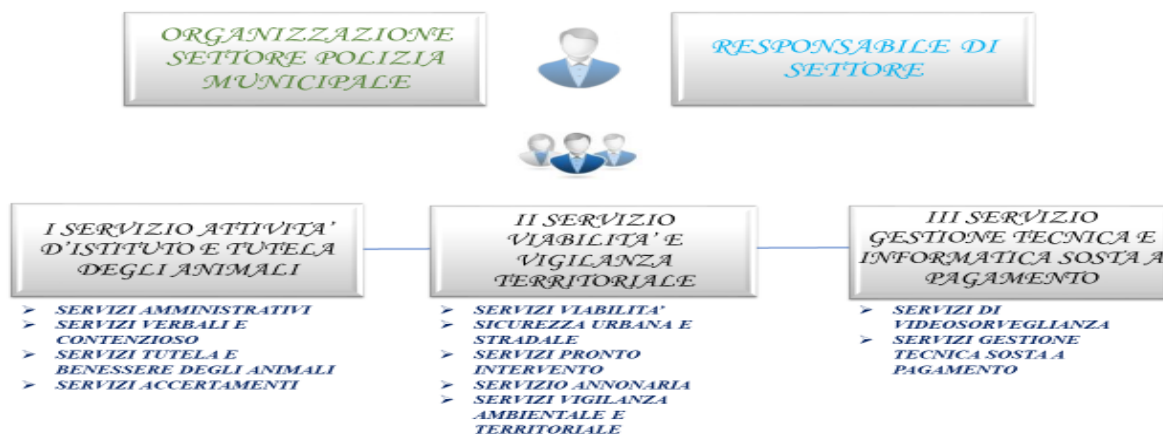 ORGANIZZAZIONE
SETTORE POLIZIA
MUNICIPALE
RESPONSABILE DI
SETTORE
I SERVIZIO ATTIVITA'
D'ISTITUTO E TUTELA
DEGLI ANIMALI
➢ SERVIZI AMMINISTRATIVI
➢ SERVIZI VERBALI E
CONTENZIOSO
➢ SERVIZI TUTELA E
BENESSERE DEGLI ANIMALI
➢ SERVIZI ACCERTAMENTI
II SERVIZIO
VIABILITA' E
VIGILANZA
TERRITORIALE
➢ SERVIZI VIABILITA'
➢ SICUREZZA URBANA E
STRADALE
➢ SERVIZI PRONTO
INTERVENTO
➢ SERVIZIO ANNONARIA
➢ SERVIZI VIGILANZA
AMBIENTALE E
TERRITORIALE
III SERVIZIO
GESTIONE TECNICA E
INFORMATICA SOSTA A
PAGAMENTO
➢ SERVIZI DI
VIDEOSORVEGLIANZA
➢ SERVIZI GESTIONE
TECNICA SOSTA A
PAGAMENTO